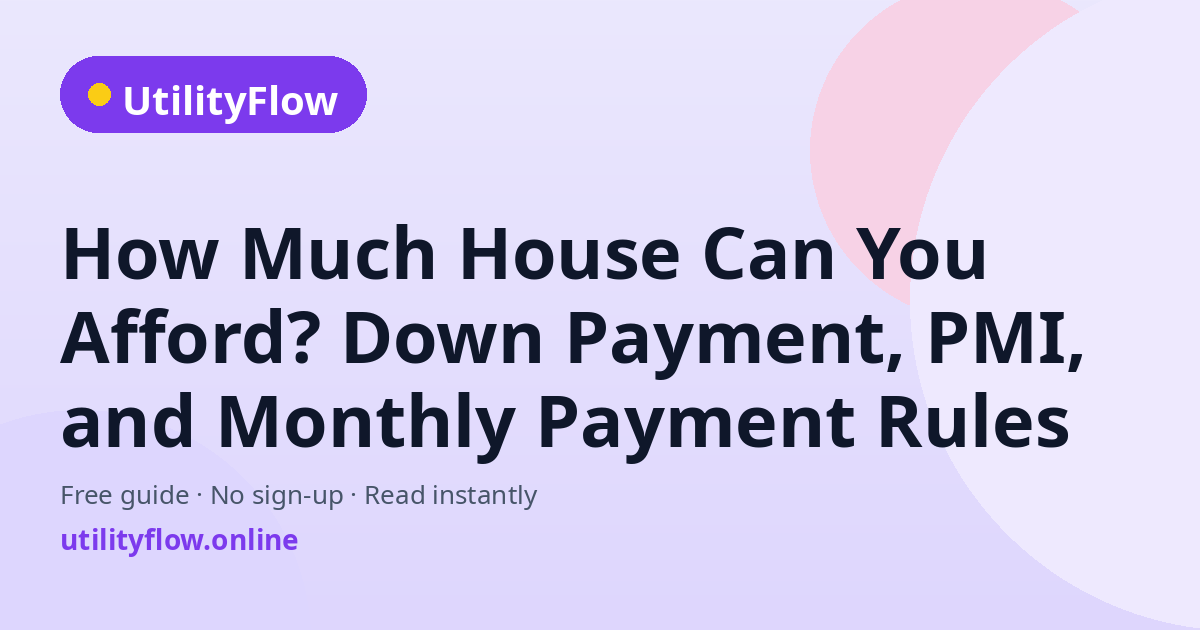 UtilityFlow
How Much House Can You
Afford? Down Payment, PMI,
and Monthly Payment Rules
Free guide · No sign-up · Read instantly
utilityflow.online